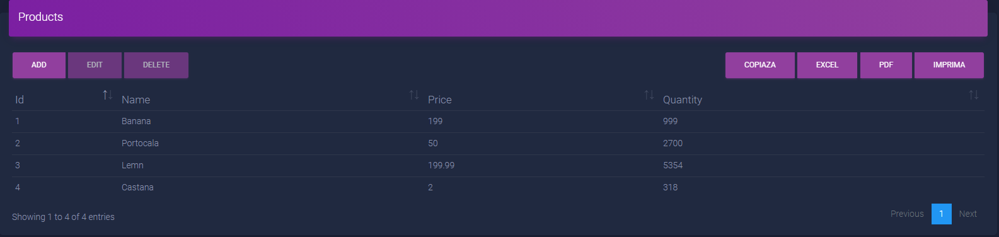 Products
ADD EDIT DELETE COPIAZA EXCEL PDF IMPRIMA
Id Name Price Quantity
1 Banana 199 999
2 Portocala 50 2700
3 Lemn 199.99 5354
4 Castana 2 318
Showing 1 to 4 of 4 entries Previous 1 Next